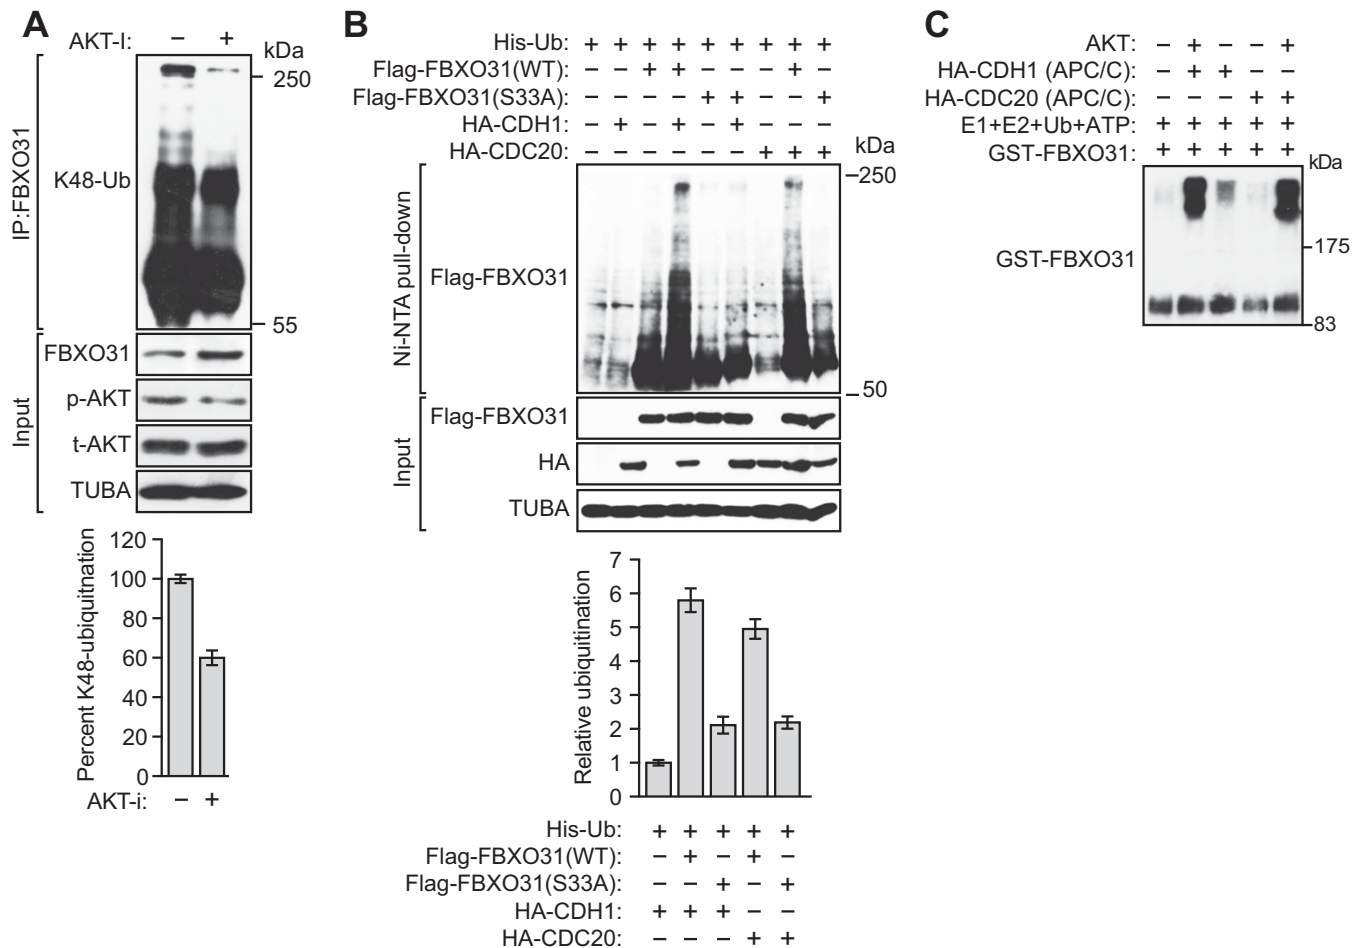 A
AKT-I: – +
kDa
250
K48-Ub
55
IP:FBXO31
FBXO31
p-AKT
t-AKT
TUBA
Input
Percent K48-ubiquitnation
120
100
80
60
40
20
0
AKT-i: – +
B
His-Ub: + + + + + + + + +
Flag-FBXO31(WT): – – + + – – – + –
Flag-FBXO31(S33A): – – – – + + – – +
HA-CDH1: – + – + – + – – –
HA-CDC20: – – – – – – + + +
kDa
250
Flag-FBXO31
50
Ni-NTA pull-down
Flag-FBXO31
HA
TUBA
Input
Relative ubiquitination
7
6
5
4
3
2
1
0
His-Ub: + + + + +
Flag-FBXO31(WT): – + – + –
Flag-FBXO31(S33A): – – + – +
HA-CDH1: + + + – –
HA-CDC20: – – – + +
C
AKT: – + – – +
HA-CDH1 (APC/C): – + + – –
HA-CDC20 (APC/C): – – – + +
E1+E2+Ub+ATP: + + + + +
GST-FBXO31: + + + + +
kDa
175
GST-FBXO31
83